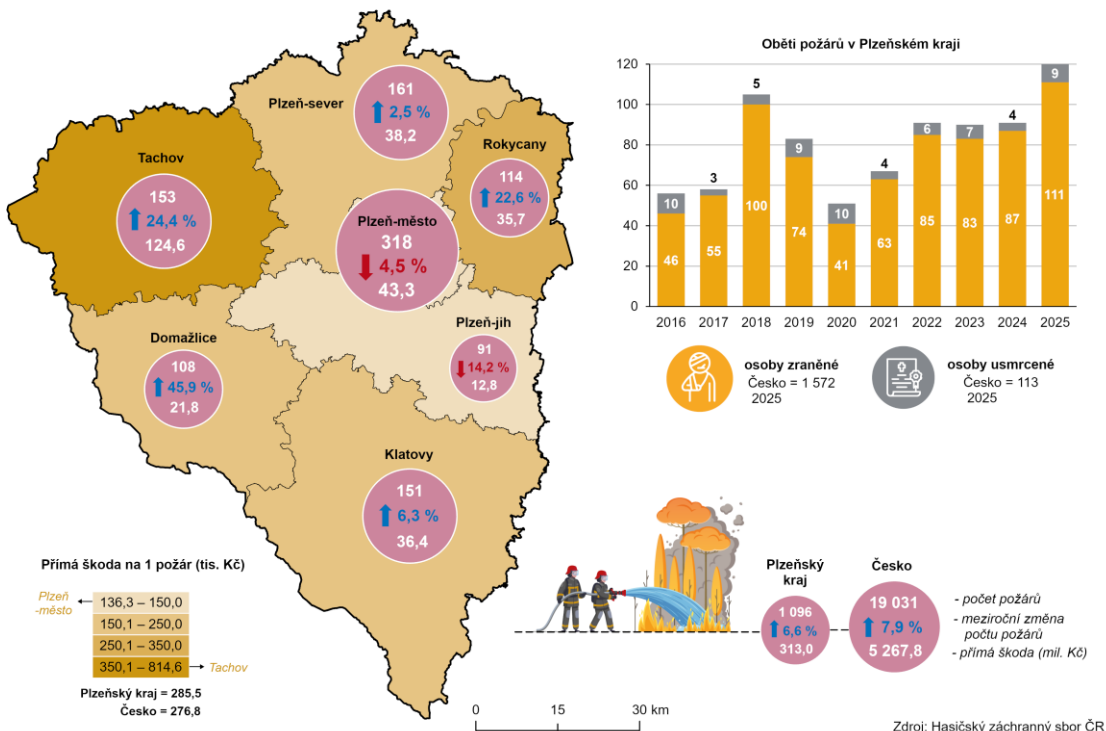 Plzeň-sever
161
2,5 %
38,2
Rokycany
114
22,6 %
35,7
Tachov
153
24,4 %
124,6
Plzeň-město
318
4,5 %
43,3
Plzeň-jih
91
14,2 %
12,8
Domažlice
108
45,9 %
21,8
Klatovy
151
6,3 %
36,4
Přímá škoda na 1 požár (tis. Kč)
Plzeň
-město
136,3 – 150,0
150,1 – 250,0
250,1 – 350,0
350,1 – 814,6
Tachov
Plzeňský kraj = 285,5
Česko = 276,8
0 15 30 km
Oběti požárů v Plzeňském kraji
120
100
80
60
40
20
0
10
46
3
55
5
100
9
74
10
41
4
63
6
85
7
83
4
87
9
111
2016 2017 2018 2019 2020 2021 2022 2023 2024 2025
osoby zraněné
Česko = 1 572
2025
osoby usmrcené
Česko = 113
2025
Plzeňský
kraj
1 096
6,6 %
313,0
Česko
19 031
7,9 %
5 267,8
- počet požárů
- meziroční změna
počtu požárů
- přímá škoda (mil. Kč)
Zdroj: Hasičský záchranný sbor ČR